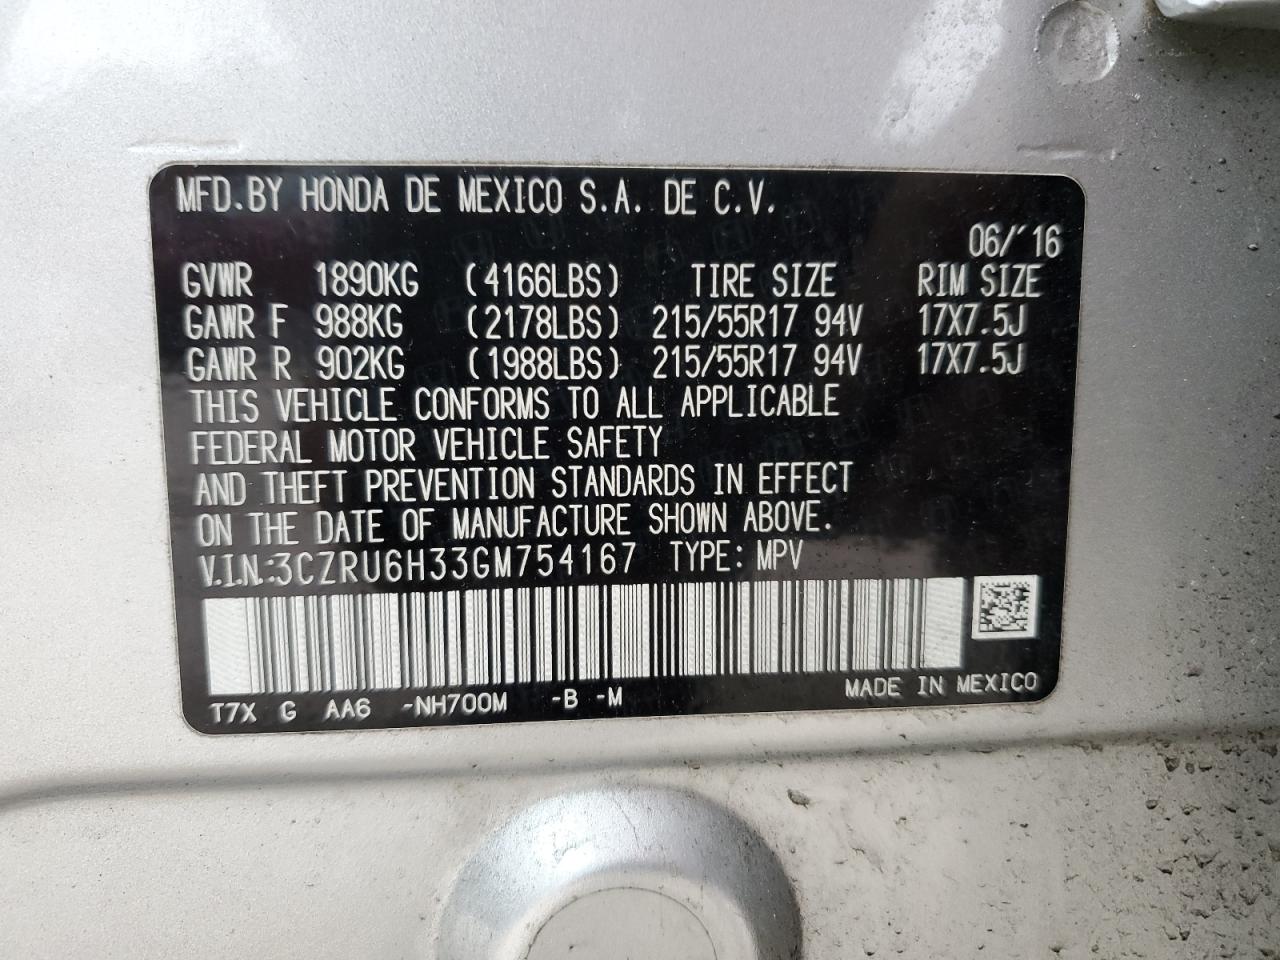 MFD.BY HONDA DE MEXICO S.A. DE C.V.
06/'16
GVWR 1890KG (4166LBS) TIRE SIZE RIM SIZE
GAWR F 988KG (2178LBS) 215/55R17 94V 17X7.5J
GAWR R 902KG (1988LBS) 215/55R17 94V 17X7.5J
THIS VEHICLE CONFORMS TO ALL APPLICABLE
FEDERAL MOTOR VEHICLE SAFETY
AND THEFT PREVENTION STANDARDS IN EFFECT
ON THE DATE OF MANUFACTURE SHOWN ABOVE.
V.I.N.:3CZRU6H33GM754167 TYPE: MPV
T7X G AA6 -NH700M -B -M MADE IN MEXICO